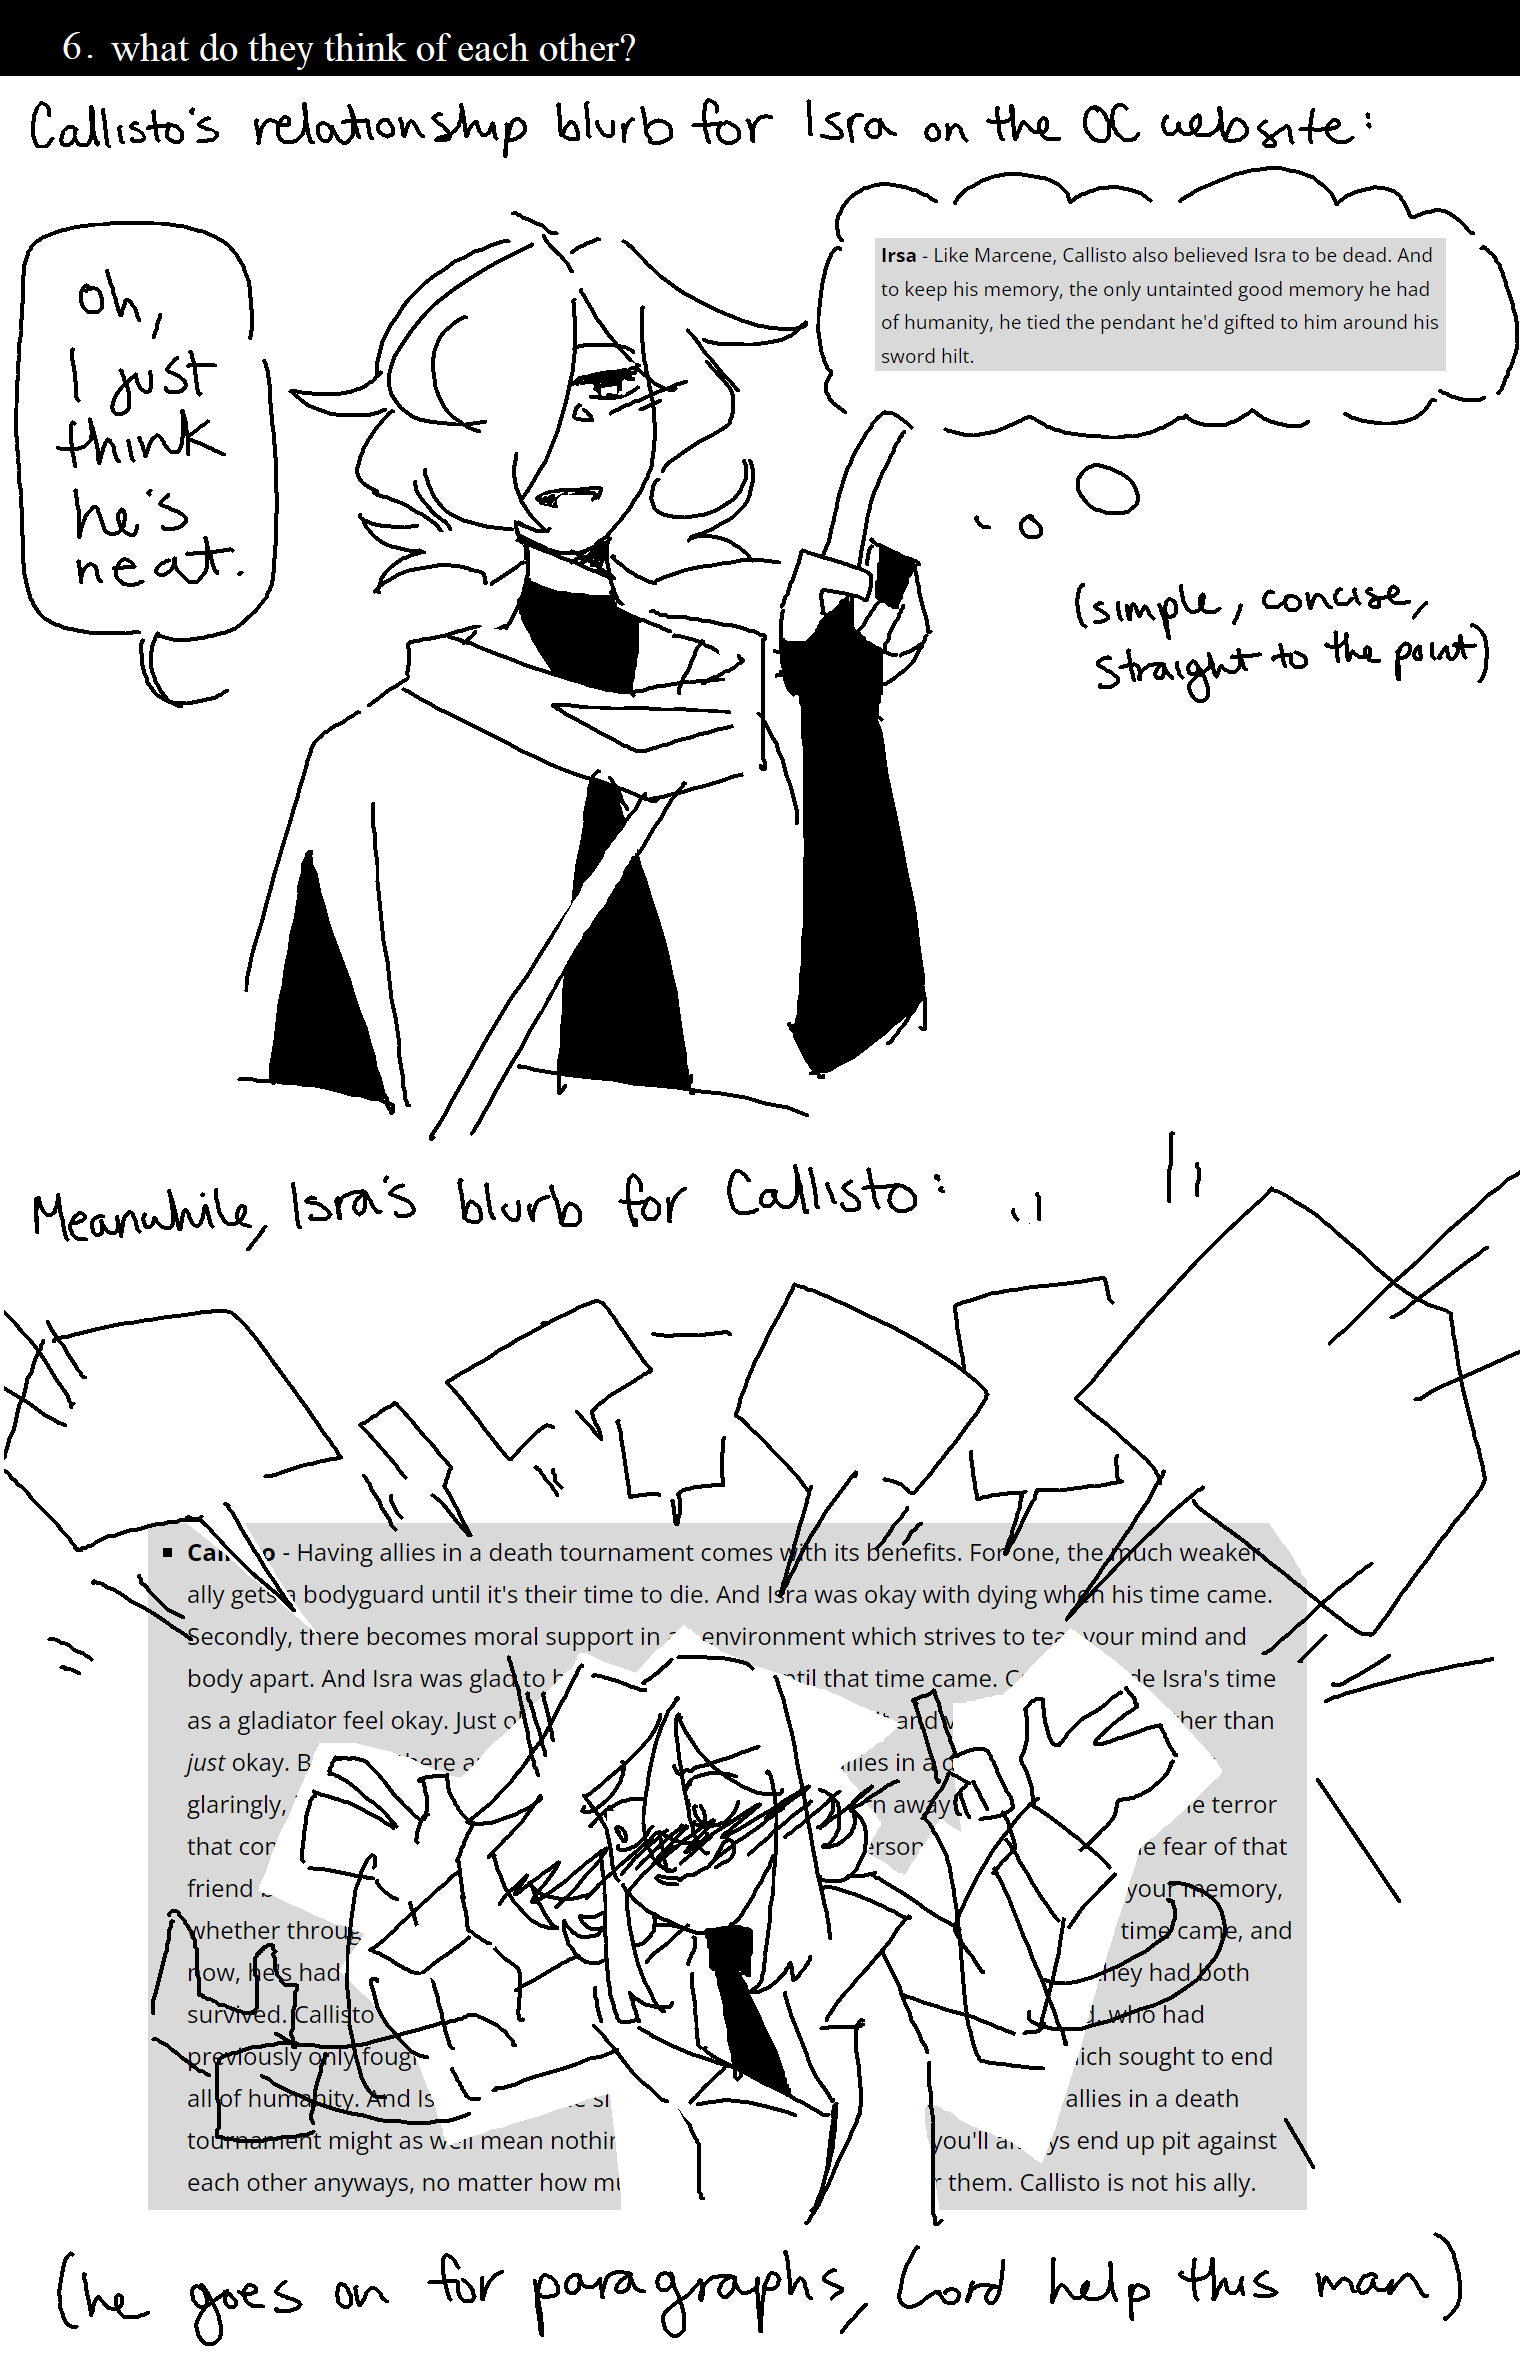 6. what do they think of each other?
Callisto's relationship blurb for Isra on the OC website:
oh,
I just
think
he's
neat.
Irsa - Like Marcene, Callisto also believed Isra to be dead. And
to keep his memory, the only untainted good memory he had
of humanity, he tied the pendant he'd gifted to him around his
sword hilt.
(simple, concise,
straight to the point)
Meanwhile, Isra's blurb for Callisto:
- Having allies in a death tournament comes with its benefits. For one, the much weaker
ally gets a bodyguard until it's their time to die. And Isra was okay with dying when his time came.
Secondly, there becomes moral support in environment which strives to tear your mind and
body apart. And Isra was glad to that time came. Isra's time
as a gladiator feel okay. Just and than
just okay. in a
glaringly, away terror
that fear of that
friend your memory,
whether time came, and
now, he's had they had both
survived. Callisto who had
previously only sought to end
all of humanity. And allies in a death
tournament might as well mean you'll always end up pit against
each other anyways, no matter how them. Callisto is not his ally.
(he goes on for paragraphs, Lord help this man)